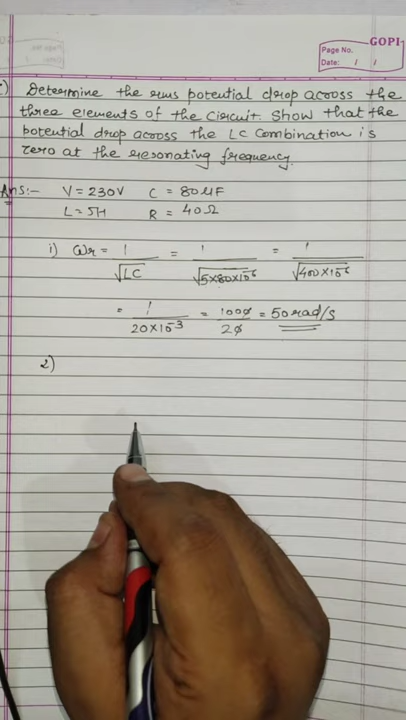 GOPI
Page No.
Date: / /
c) Determine the rms potential drop across the
three elements of the circuit. Show that the
potential drop across the LC Combination is
zero at the resonating frequency.
Ans:- V = 230V C = 80μF
L = 5H R = 40Ω
i) ωr = 1/√LC = 1/√5×80×10⁻⁶ = 1/√400×10⁻⁶
= 1/20×10⁻³ = 1000/20 = 50 rad/s
2)